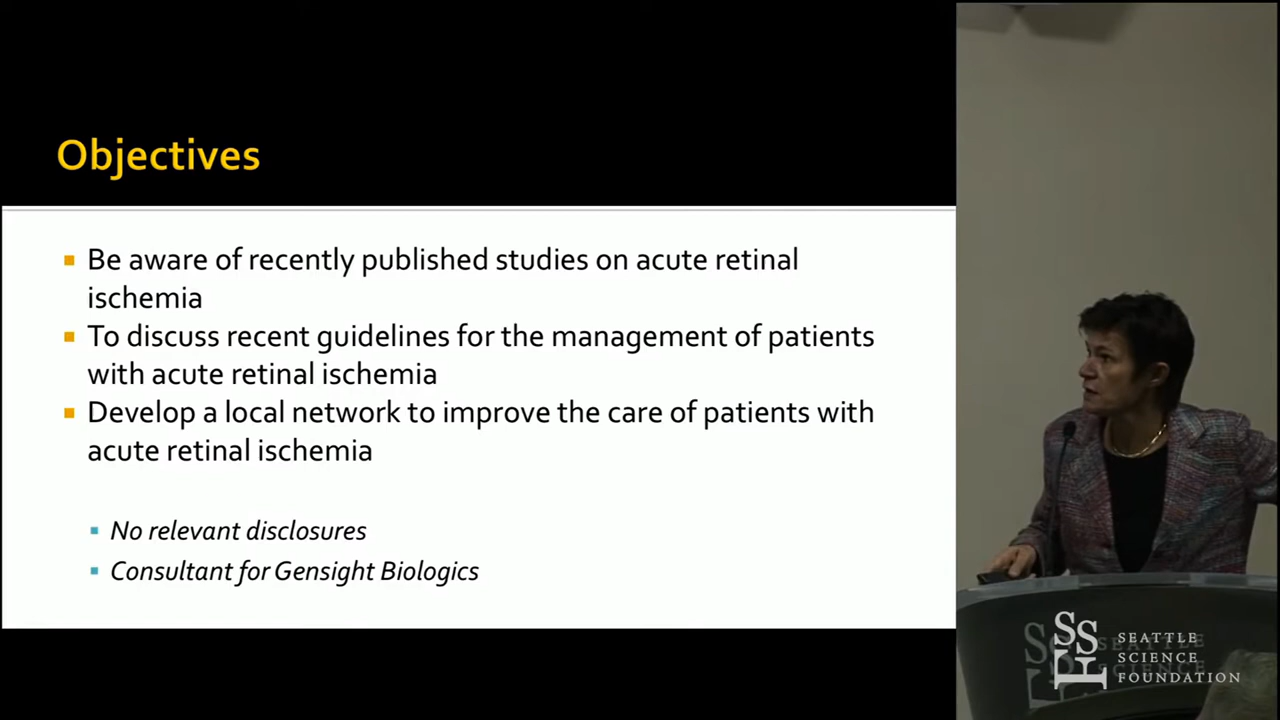 Objectives
Be aware of recently published studies on acute retinal
ischemia
To discuss recent guidelines for the management of patients
with acute retinal ischemia
Develop a local network to improve the care of patients with
acute retinal ischemia
No relevant disclosures
Consultant for Gensight Biologics
SSF
SEATTLE
SCIENCE
FOUNDATION